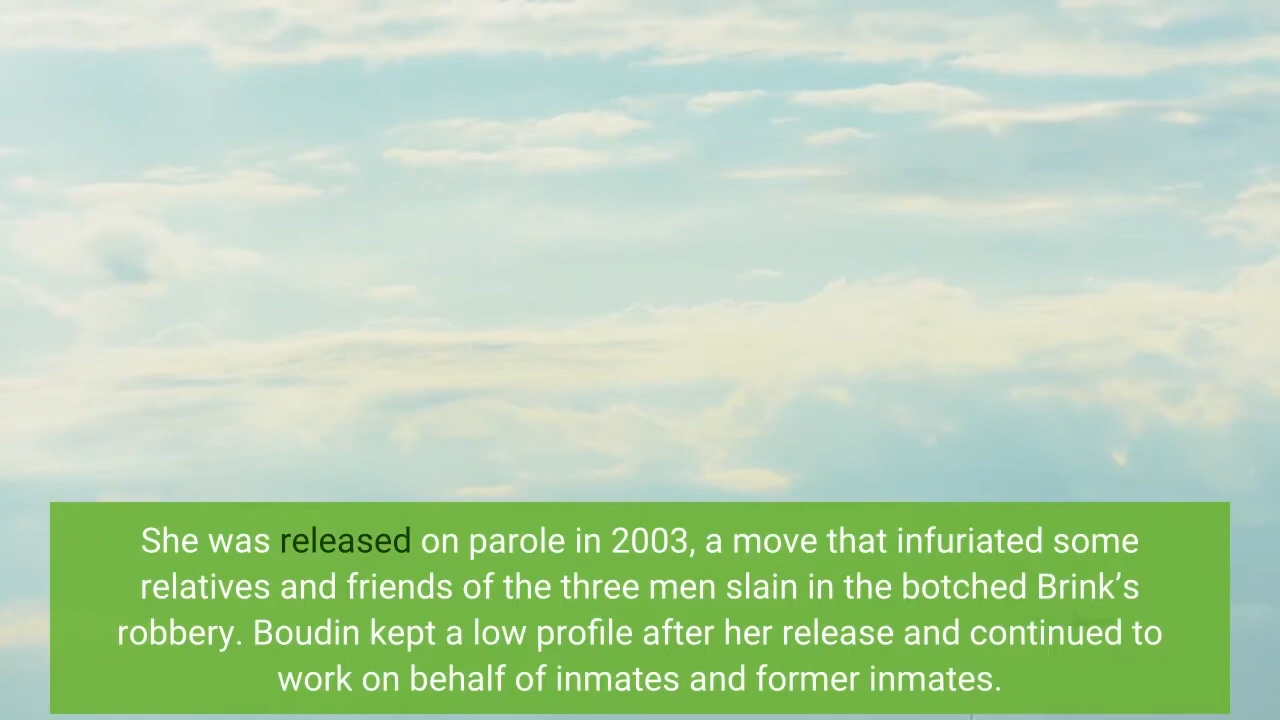 She was released on parole in 2003, a move that infuriated some
relatives and friends of the three men slain in the botched Brink’s
robbery. Boudin kept a low profile after her release and continued to
work on behalf of inmates and former inmates.